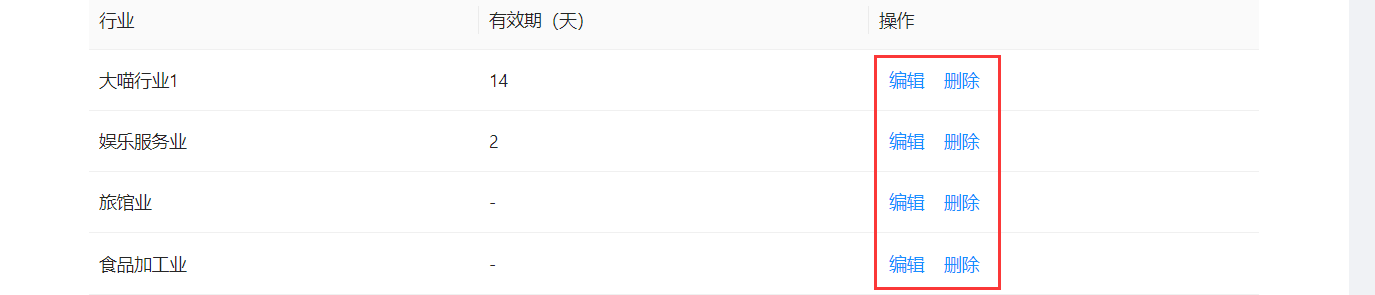 行业 有效期（天） 操作
大喵行业1 14 编辑 删除
娱乐服务业 2 编辑 删除
旅馆业 - 编辑 删除
食品加工业 - 编辑 删除